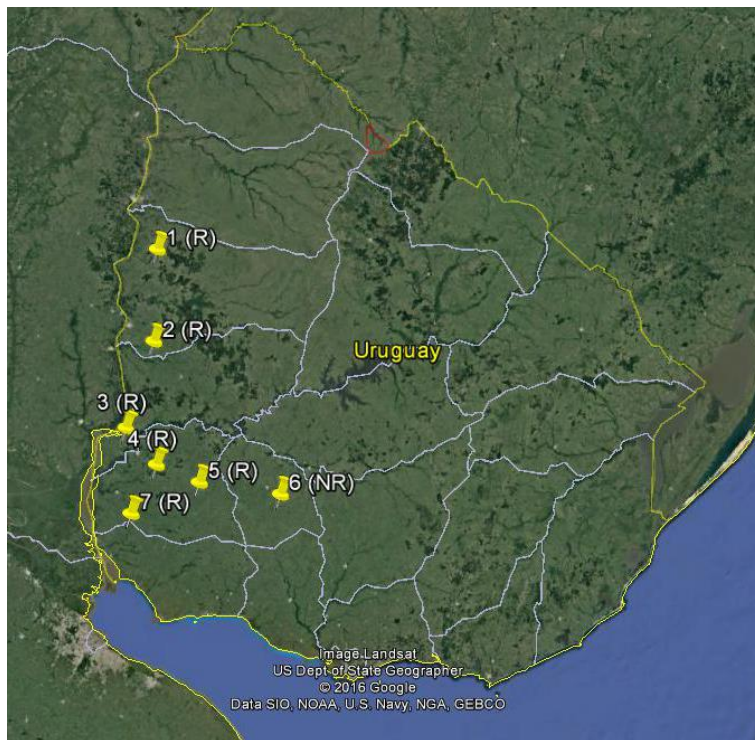 1 (R)
2 (R)
Uruguay
3 (R)
4 (R)
5 (R)
6 (NR)
7 (R)
Image Landsat
US Dept of State Geographer
© 2016 Google
Data SIO, NOAA, U.S. Navy, NGA, GEBCO